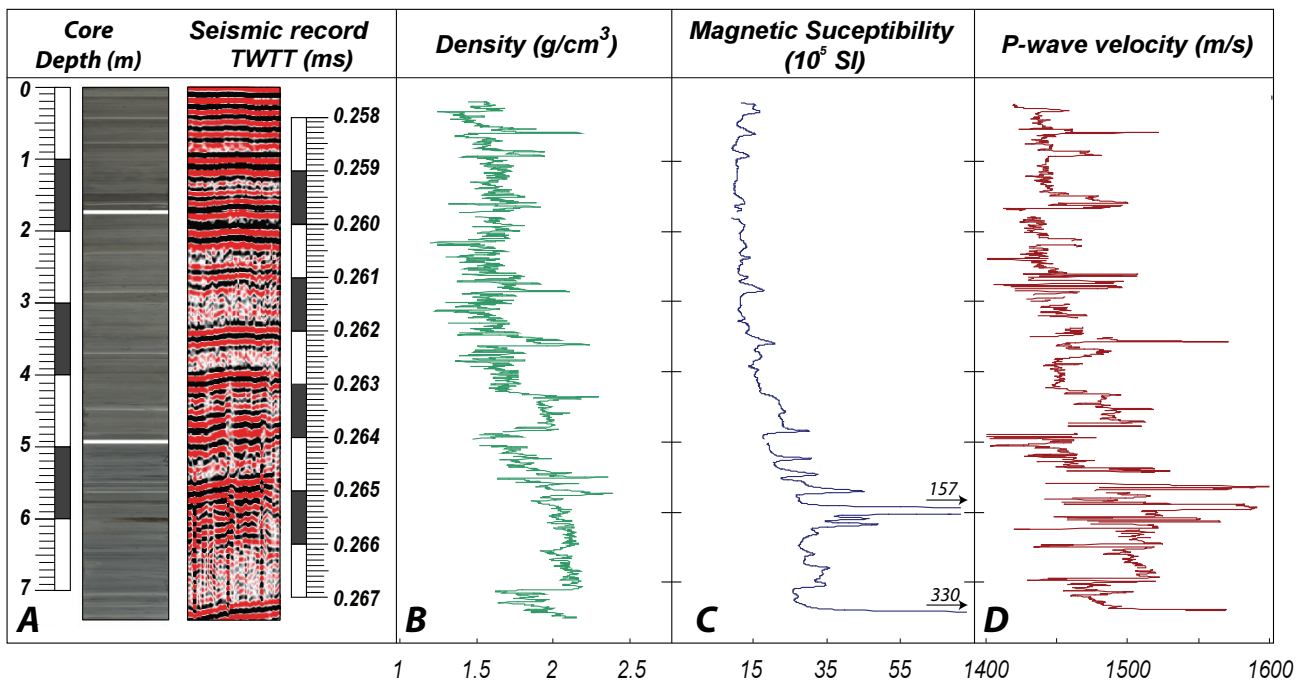 Core
Depth (m)
Seismic record
TWTT (ms)
Density (g/cm³)
Magnetic Suceptibility
(10⁵ SI)
P-wave velocity (m/s)
0
1
2
3
4
5
6
7
0.258
0.259
0.260
0.261
0.262
0.263
0.264
0.265
0.266
0.267
157
330
A
B
C
D
1 1.5 2 2.5
15 35 55
1400 1500 1600